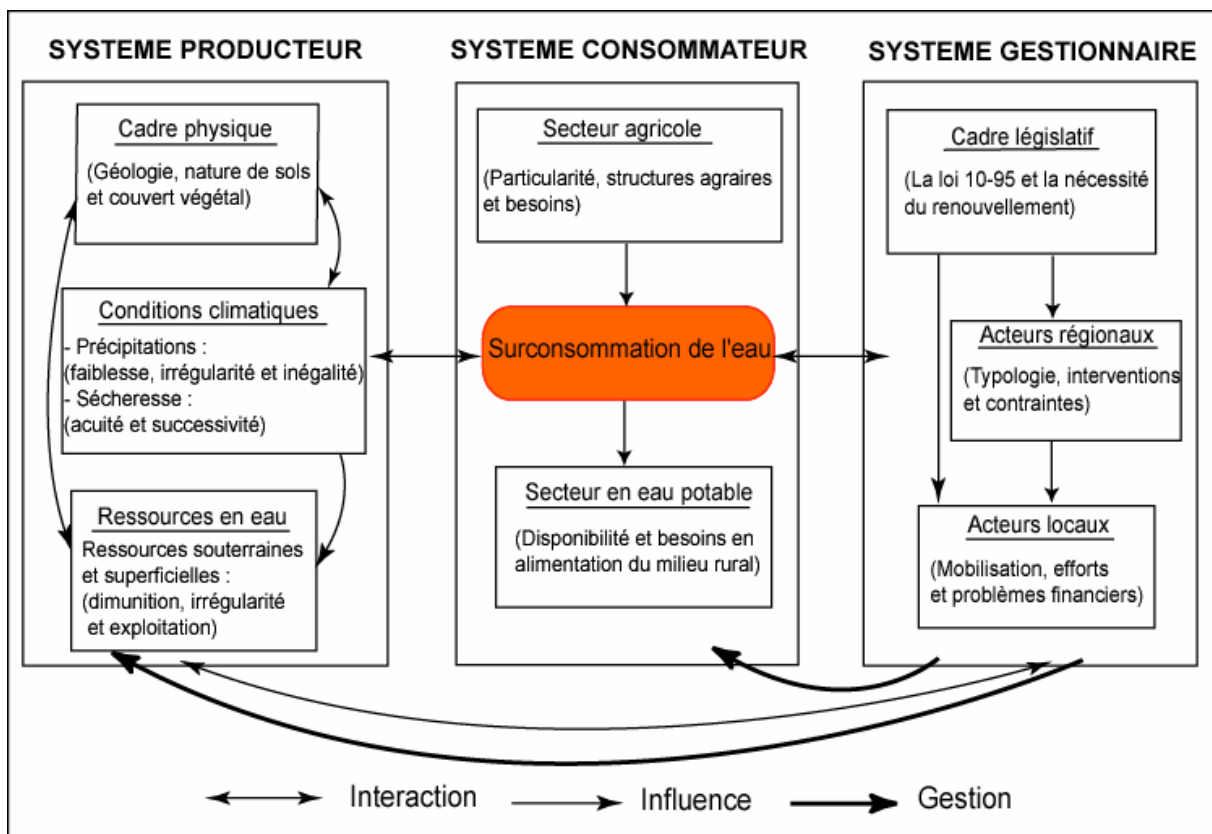 SYSTEME PRODUCTEUR
Cadre physique
(Géologie, nature de sols
et couvert végétal)
Conditions climatiques
- Précipitations :
(faiblesse, irrégularité et inégalité)
- Sécheresse :
(acuité et successivité)
Ressources en eau
Ressources souterraines
et superficielles :
(dimunition, irrégularité
et exploitation)
SYSTEME CONSOMMATEUR
Secteur agricole
(Particularité, structures agraires
et besoins)
Surconsommation de l'eau
Secteur en eau potable
(Disponibilité et besoins en
alimentation du milieu rural)
SYSTEME GESTIONNAIRE
Cadre législatif
(La loi 10-95 et la nécessité
du renouvellement)
Acteurs régionaux
(Typologie, interventions
et contraintes)
Acteurs locaux
(Mobilisation, efforts
et problèmes financiers)
Interaction
Influence
Gestion